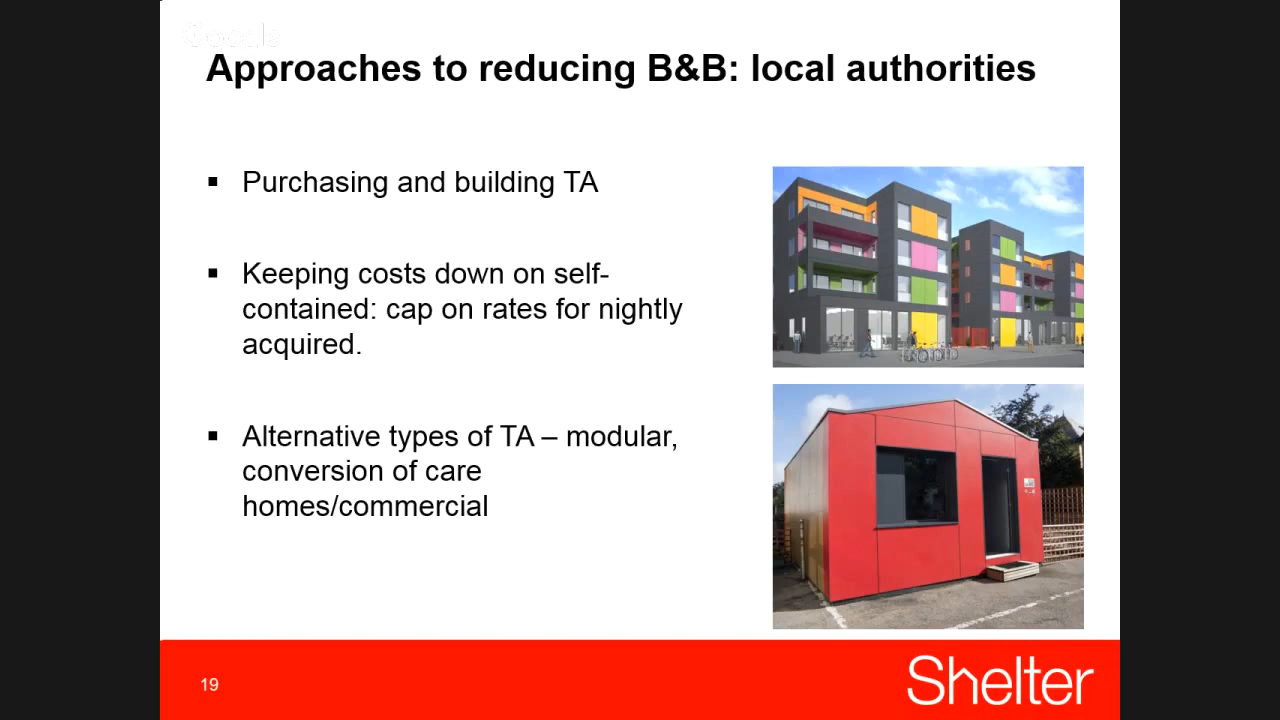 Approaches to reducing B&B: local authorities
▪ Purchasing and building TA
▪ Keeping costs down on self-
contained: cap on rates for nightly
acquired.
▪ Alternative types of TA – modular,
conversion of care
homes/commercial
19
Shelter